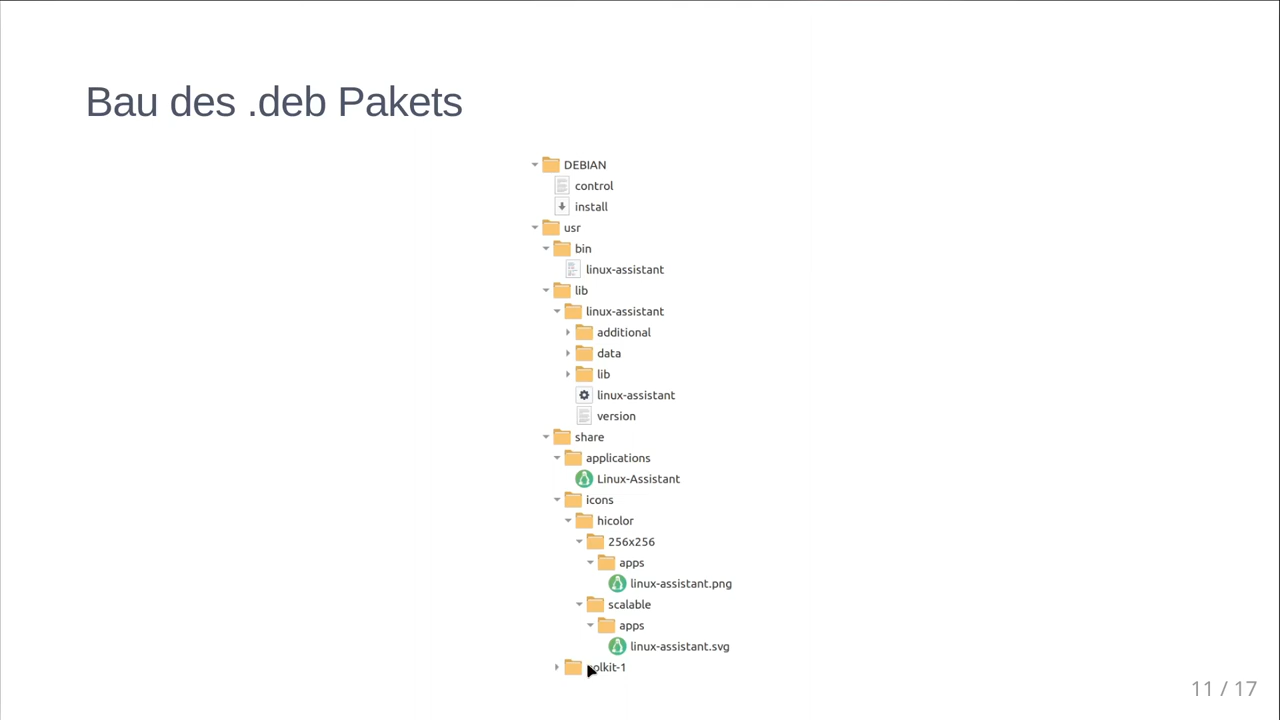 Bau des .deb Pakets
DEBIAN
control
install
usr
bin
linux-assistant
lib
linux-assistant
additional
data
lib
linux-assistant
version
share
applications
Linux-Assistant
icons
hicolor
256x256
apps
linux-assistant.png
scalable
apps
linux-assistant.svg
11 / 17